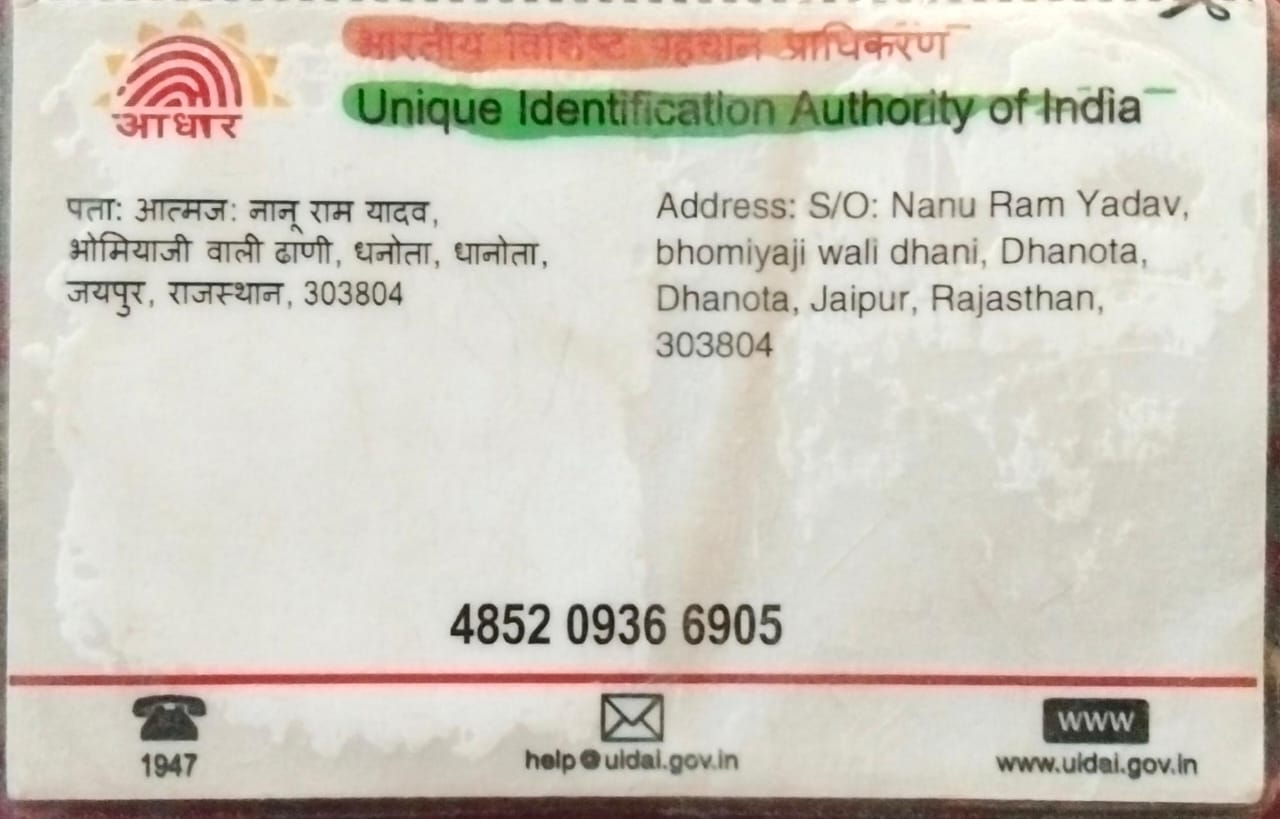 भारतीय विशिष्ट पहचान प्राधिकरण
Unique Identification Authority of India
आधार
पता: आत्मज: नानू राम यादव,
भोमियाजी वाली ढाणी, धनोता, धानोता,
जयपुर, राजस्थान, 303804
Address: S/O: Nanu Ram Yadav,
bhomiyaji wali dhani, Dhanota,
Dhanota, Jaipur, Rajasthan,
303804
4852 0936 6905
1947
help@uidai.gov.in
www
www.uidai.gov.in